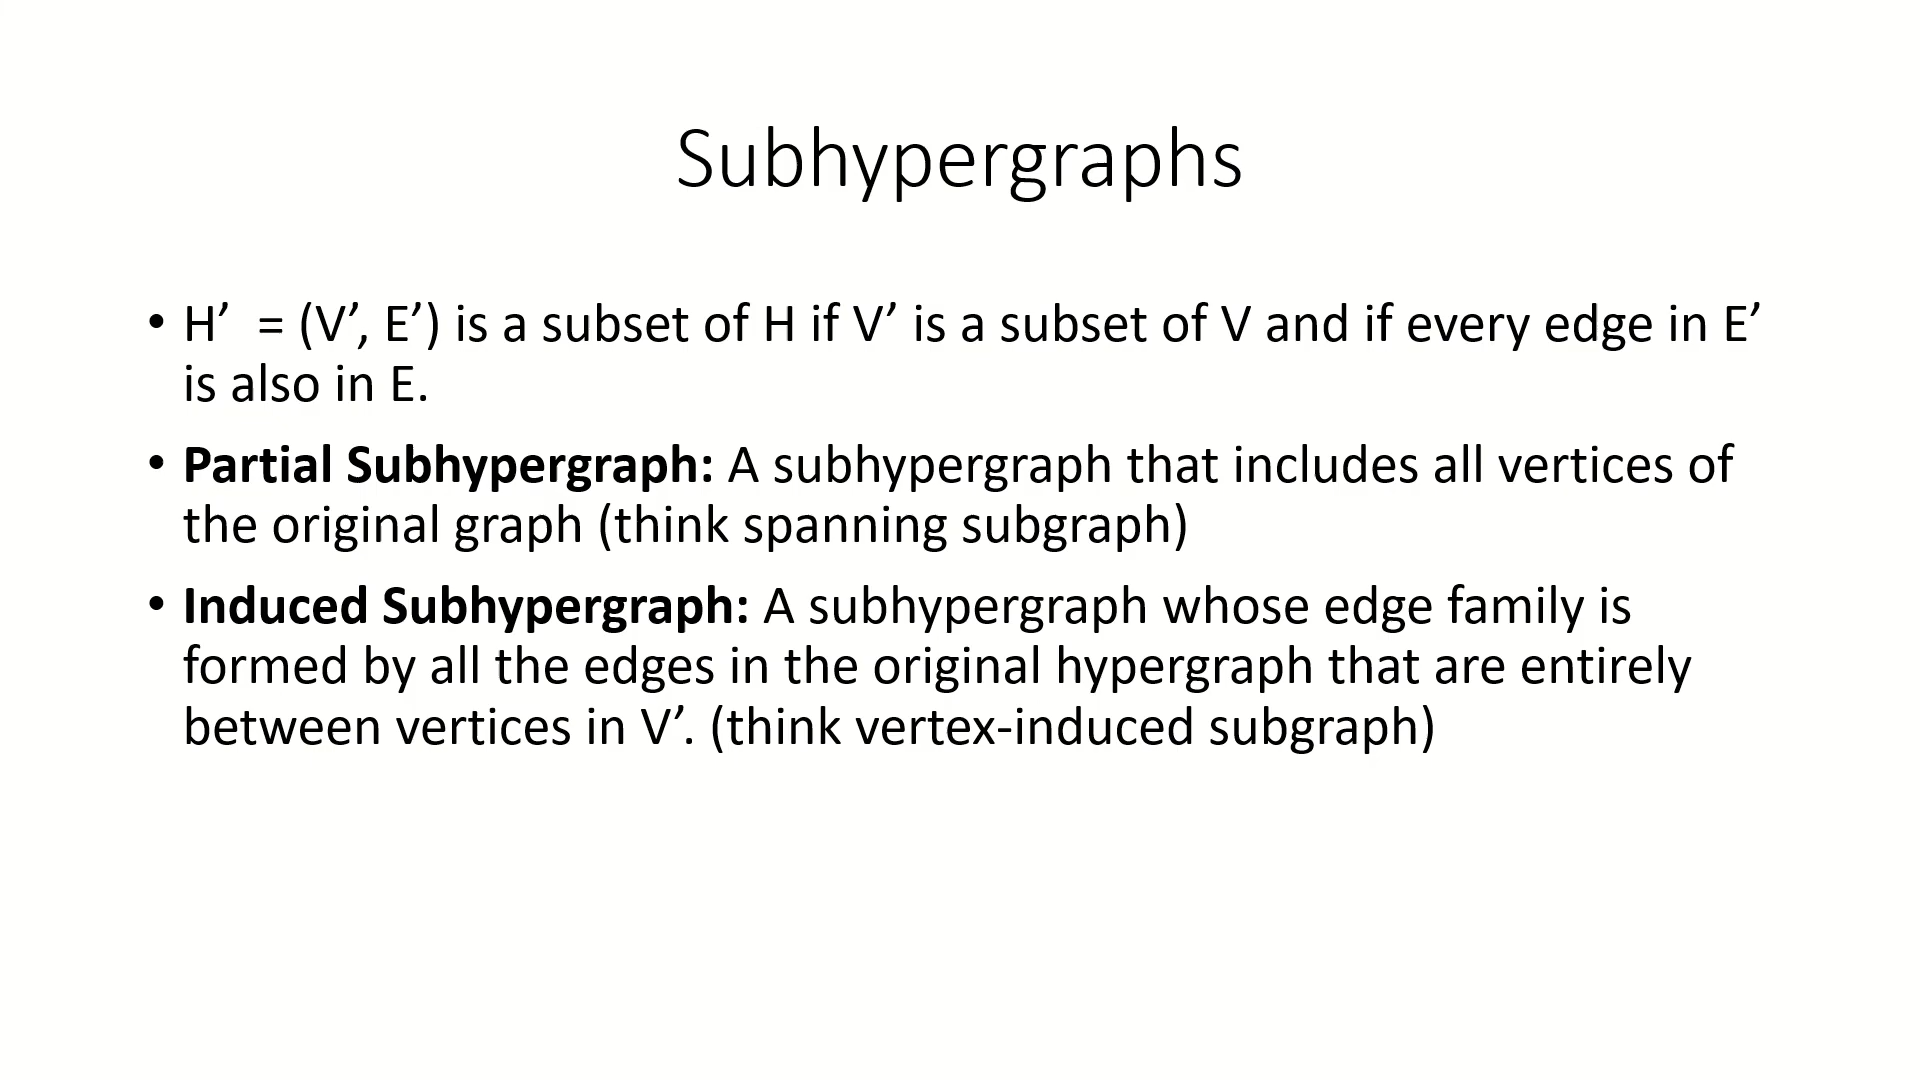 Subhypergraphs
• H’  = (V’, E’) is a subset of H if V’ is a subset of V and if every edge in E’
is also in E.
• Partial Subhypergraph: A subhypergraph that includes all vertices of
the original graph (think spanning subgraph)
• Induced Subhypergraph: A subhypergraph whose edge family is
formed by all the edges in the original hypergraph that are entirely
between vertices in V’. (think vertex-induced subgraph)